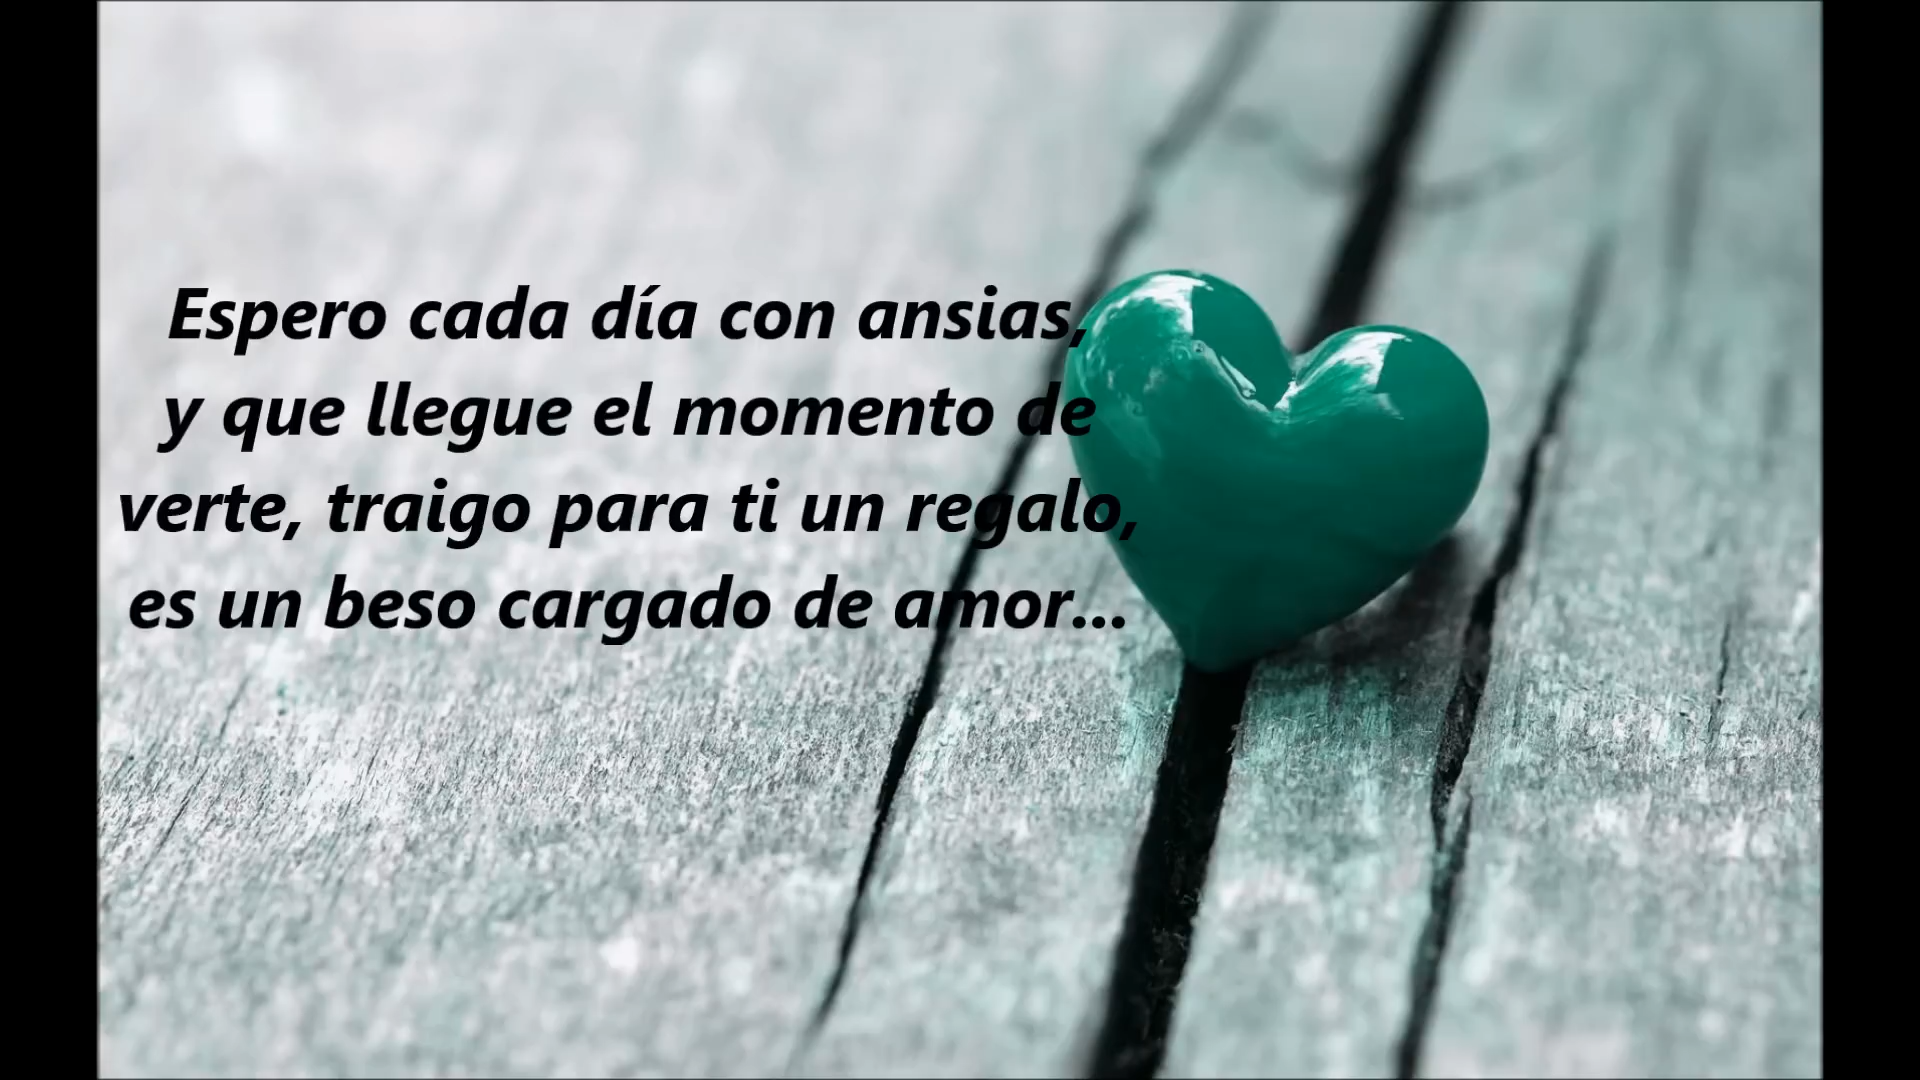 Espero cada día con ansias,
y que llegue el momento de
verte, traigo para ti un regalo,
es un beso cargado de amor...